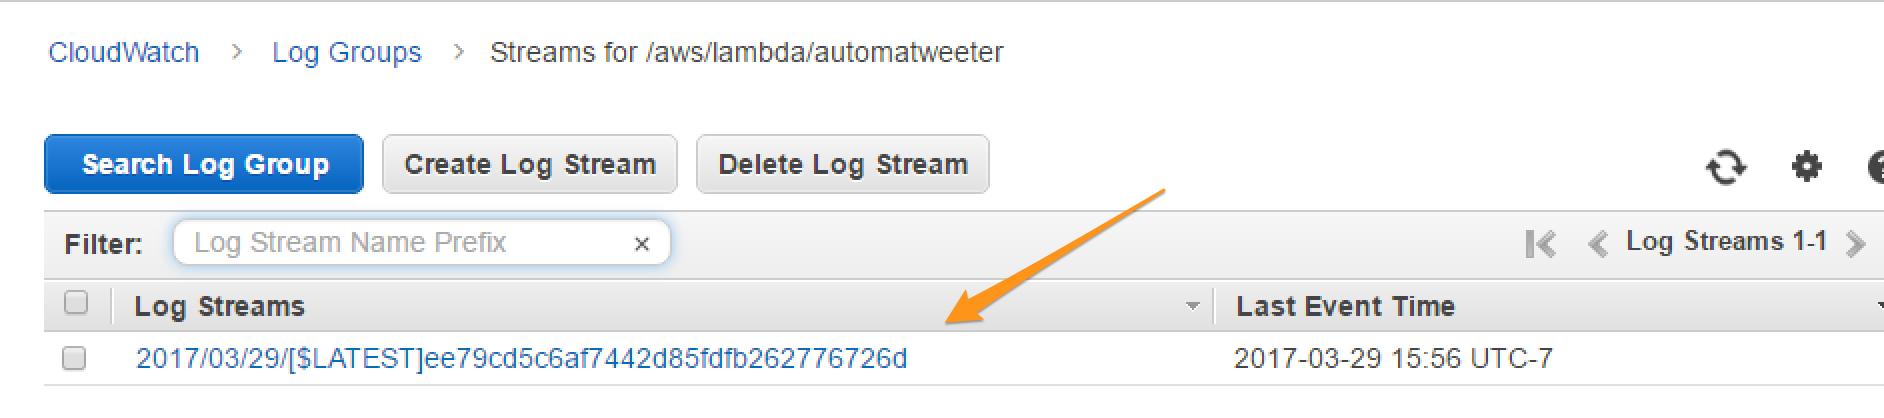 CloudWatch > Log Groups > Streams for /aws/lambda/automatweeter
Search Log Group Create Log Stream Delete Log Stream
Filter: Log Stream Name Prefix × Log Streams 1-1
Log Streams Last Event Time
2017/03/29/[$LATEST]ee79cd5c6af7442d85fdfb262776726d 2017-03-29 15:56 UTC-7